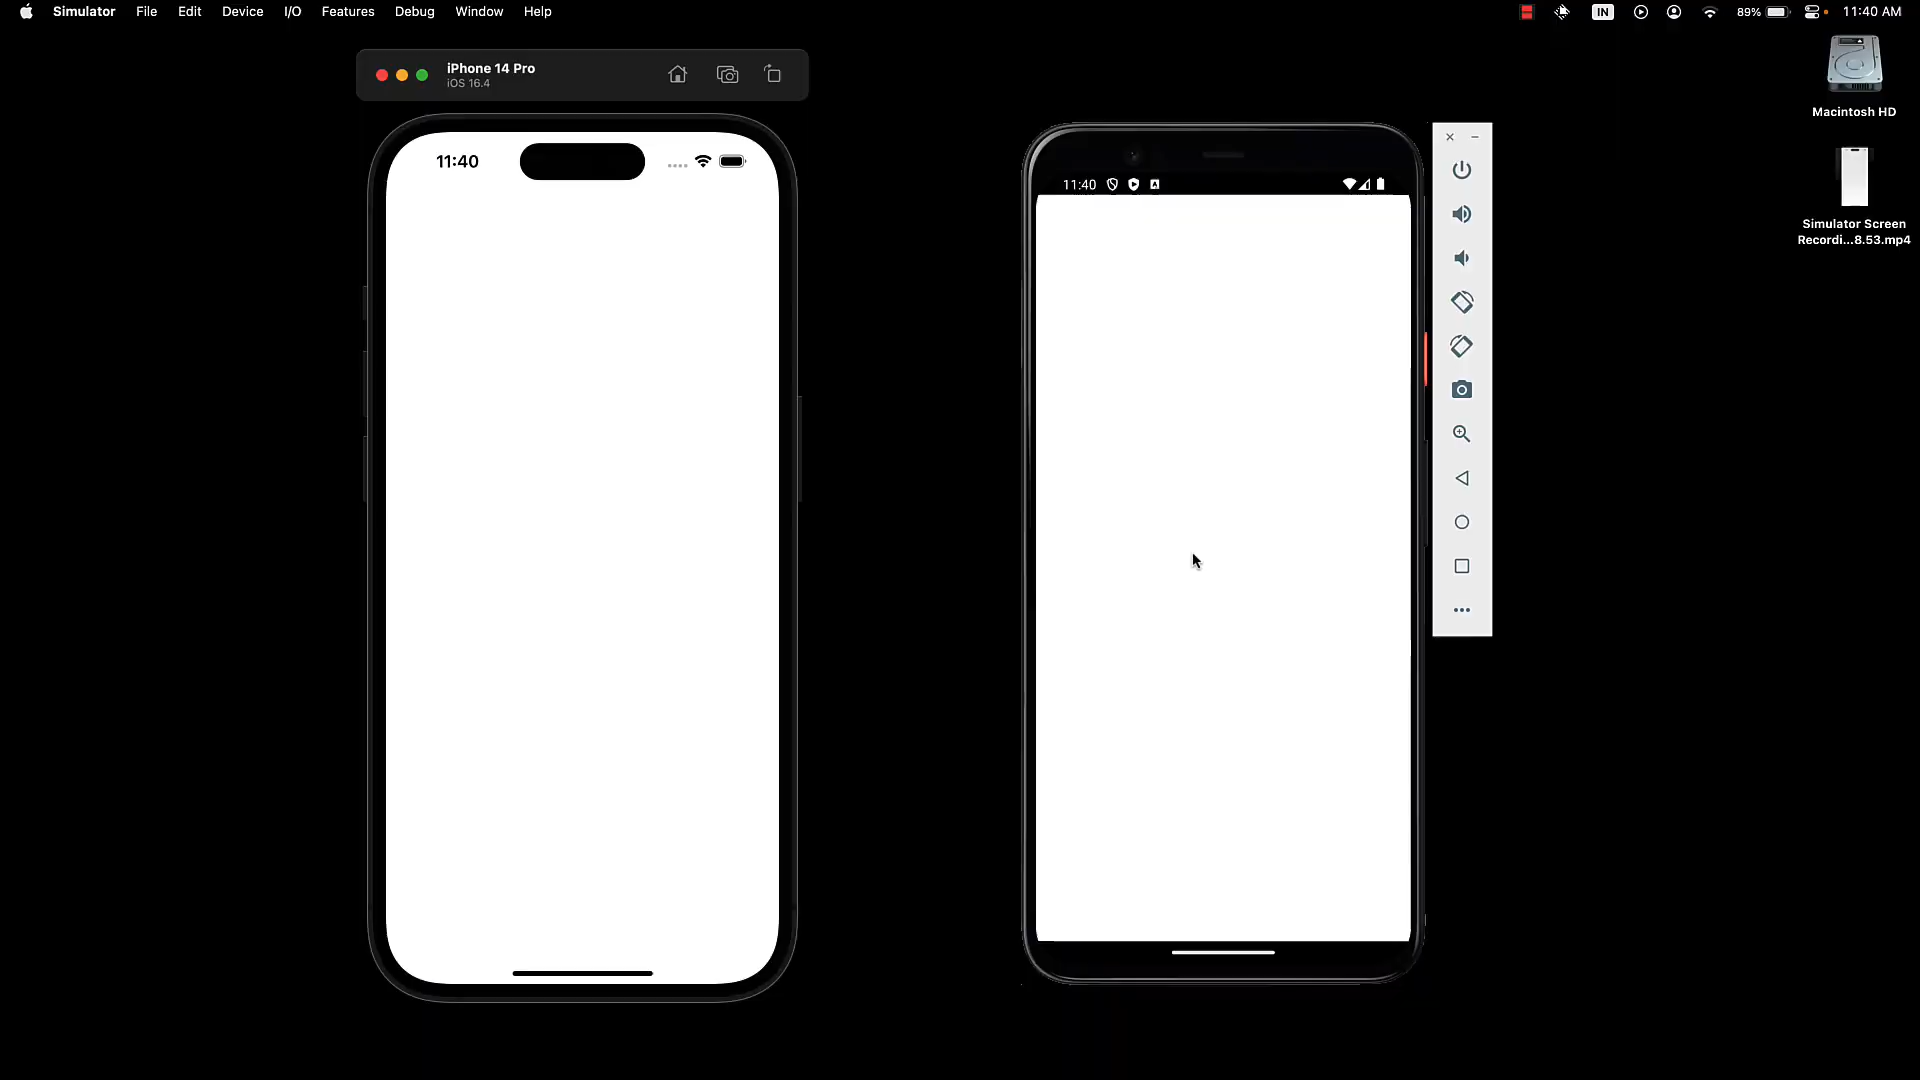 Simulator File Edit Device I/O Features Debug Window Help IN 89% 11:40 AM
iPhone 14 Pro
iOS 16.4
Macintosh HD
11:40
11:40
Simulator Screen
Recordi...8.53.mp4